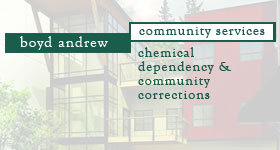 community services
boyd andrew
chemical
dependency &
community
corrections